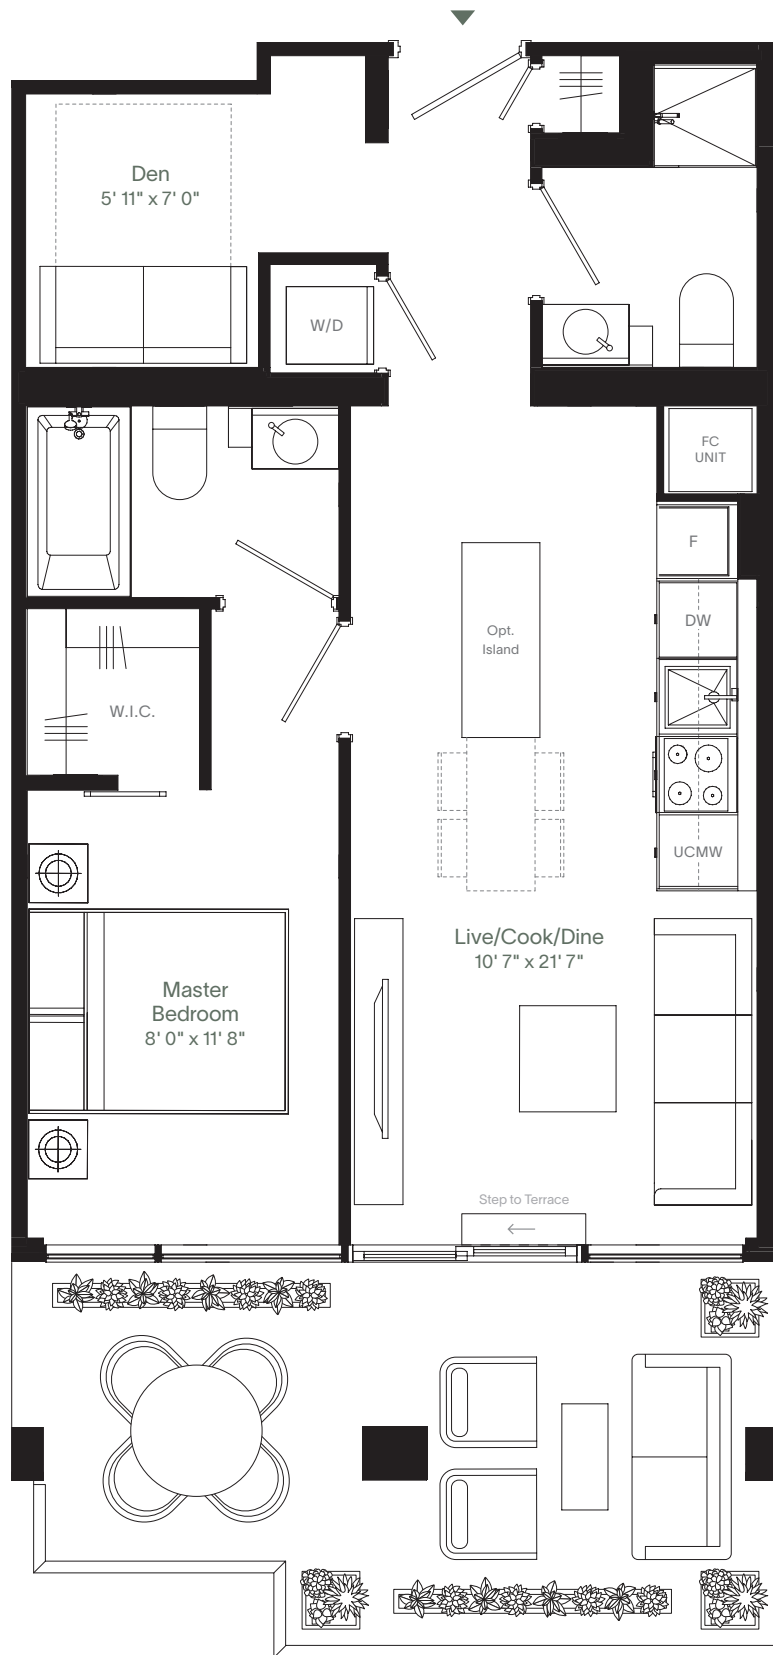 Den
5' 11" x 7' 0"
W/D
FC
UNIT
F
DW
Opt.
Island
W.I.C.
UCMW
Live/Cook/Dine
10' 7" x 21' 7"
Master
Bedroom
8' 0" x 11' 8"
Step to Terrace